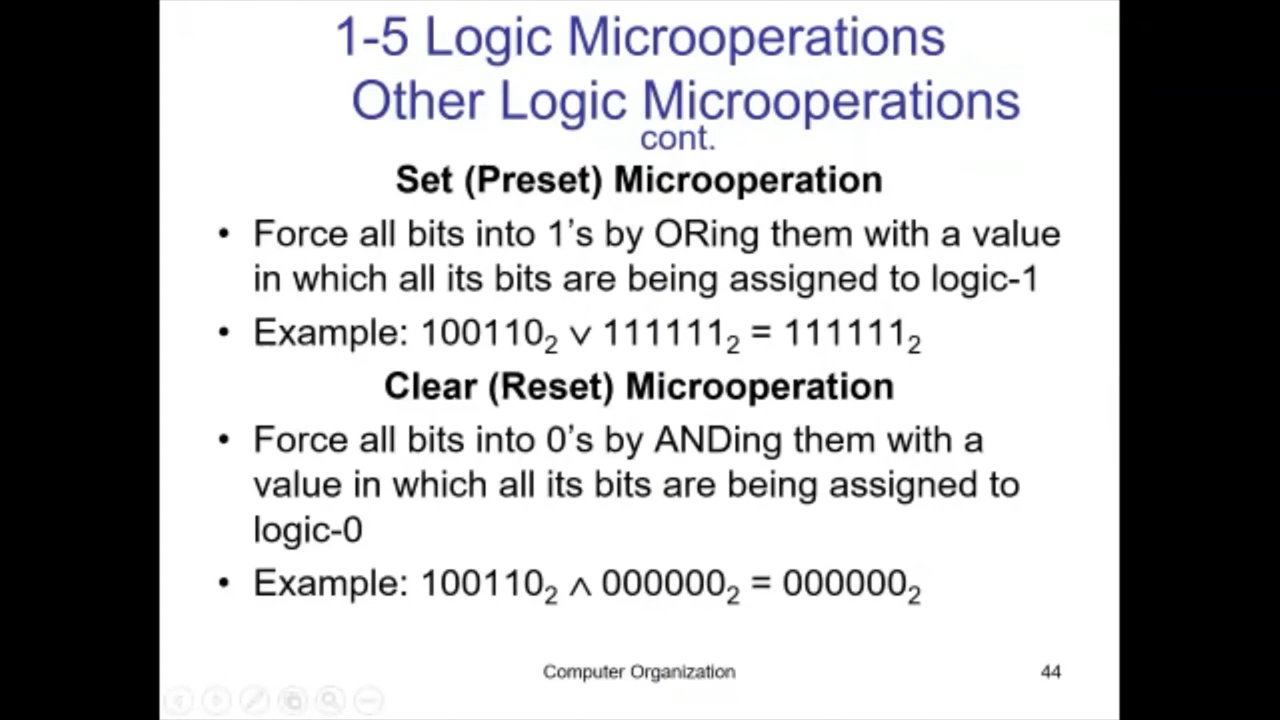 1-5 Logic Microoperations
Other Logic Microoperations
cont.
Set (Preset) Microoperation
• Force all bits into 1’s by ORing them with a value
in which all its bits are being assigned to logic-1
• Example: 100110₂ ∨ 111111₂ = 111111₂
Clear (Reset) Microoperation
• Force all bits into 0’s by ANDing them with a
value in which all its bits are being assigned to
logic-0
• Example: 100110₂ ∧ 000000₂ = 000000₂
Computer Organization 44